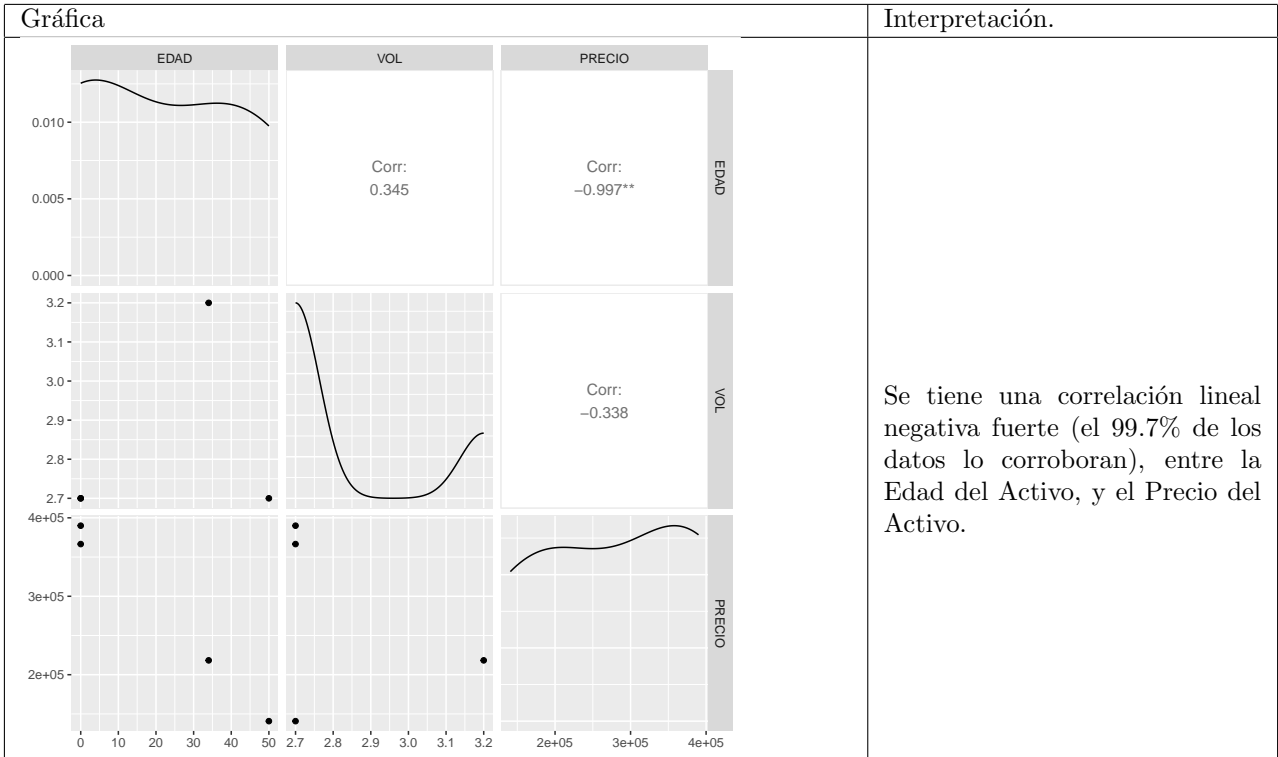 Gráfica
Interpretación.
EDAD
VOL
PRECIO
0.010
0.005
0.000
Corr:
0.345
Corr:
−0.997**
EDAD
3.2
3.1
3.0
2.9
2.8
2.7
Corr:
−0.338
VOL
4e+05
3e+05
2e+05
PRECIO
0 10 20 30 40 50
2.7 2.8 2.9 3.0 3.1 3.2
2e+05 3e+05 4e+05
Se tiene una correlación lineal
negativa fuerte (el 99.7% de los
datos lo corroboran), entre la
Edad del Activo, y el Precio del
Activo.